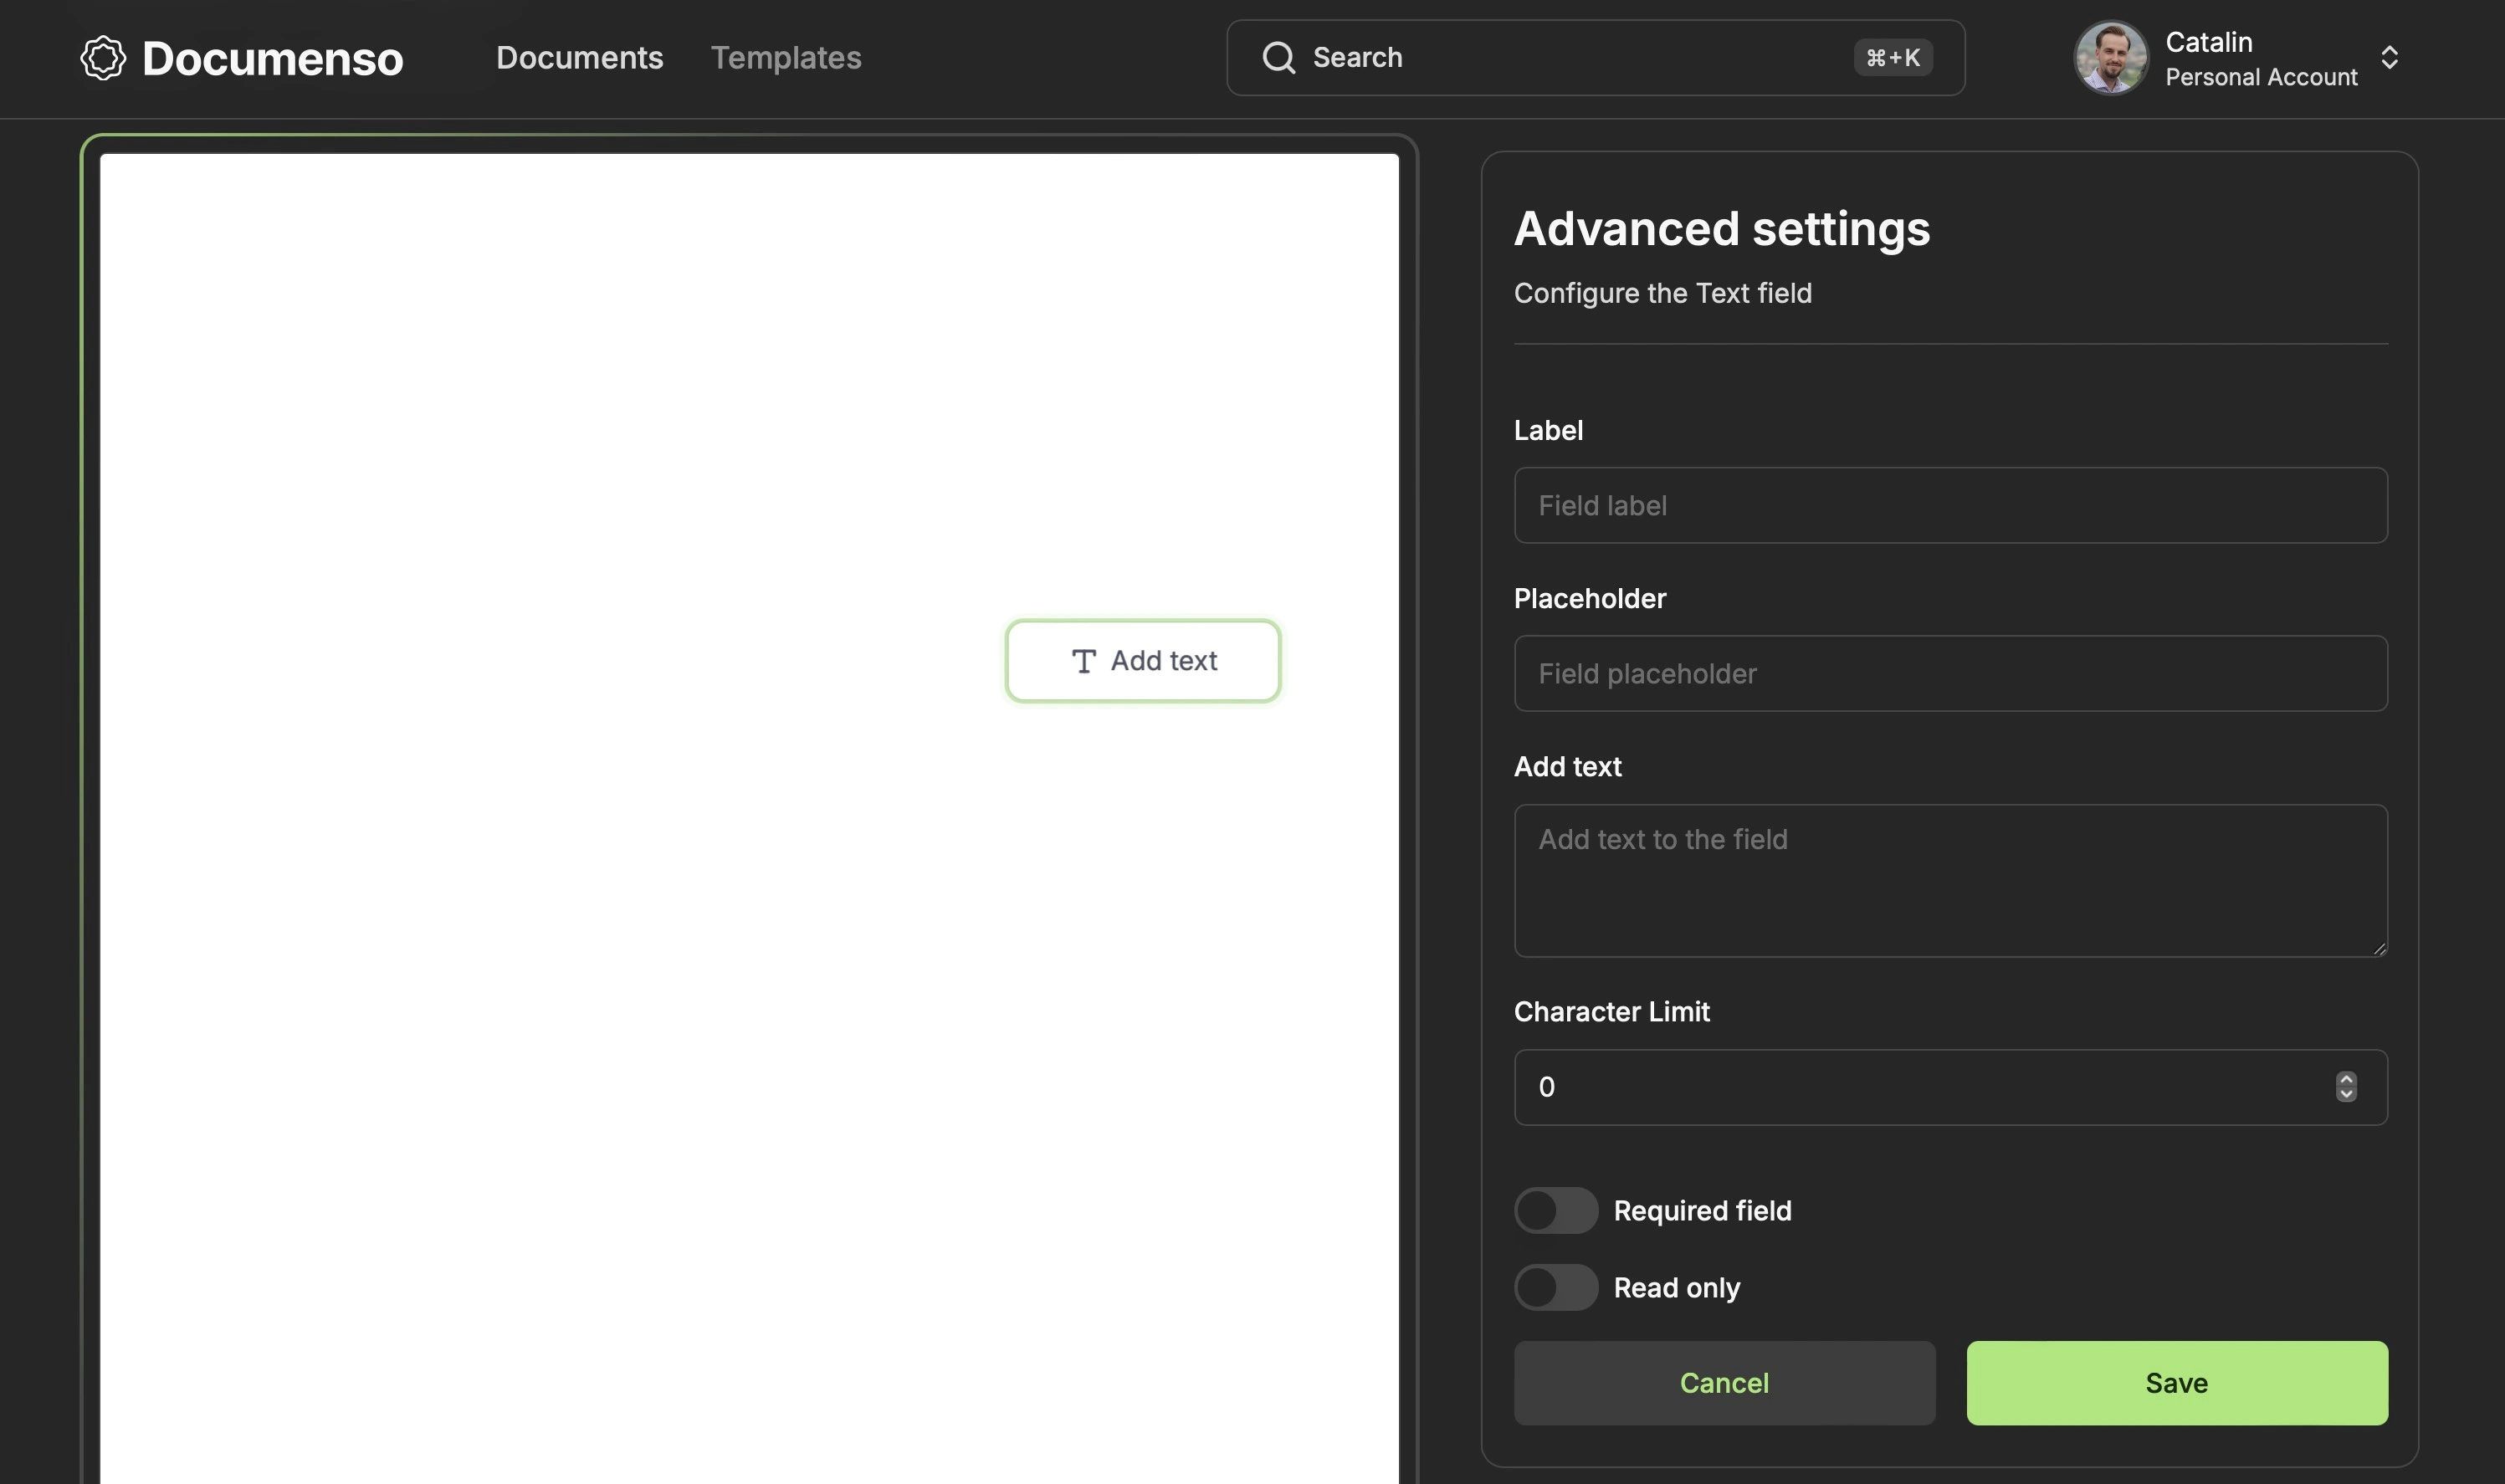 Documenso
Documents
Templates
Search
⌘+K
Catalin
Personal Account
Add text
Advanced settings
Configure the Text field
Label
Field label
Placeholder
Field placeholder
Add text
Add text to the field
Character Limit
0
Required field
Read only
Cancel
Save